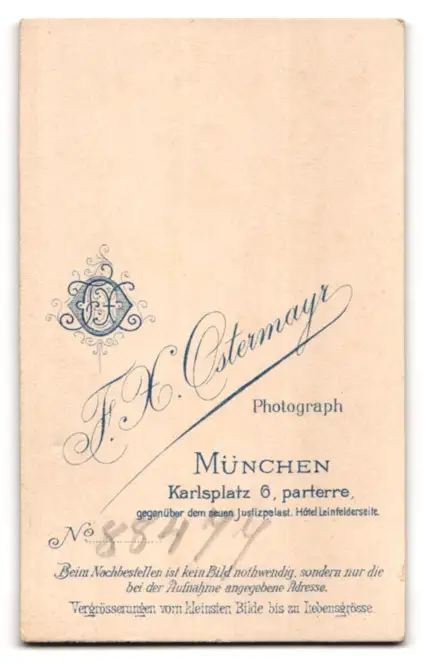 F. X. Ostermayr
Photograph
MÜNCHEN
Karlsplatz 6, parterre,
gegenüber dem neuen Justizpalast. Hôtel Leinfelderseite.
No 88474
Beim Nachbestellen ist kein Bild nothwendig, sondern nur die
bei der Aufnahme angegebene Adresse.
Vergrösserungen vom kleinsten Bilde bis zu Lebensgrösse.